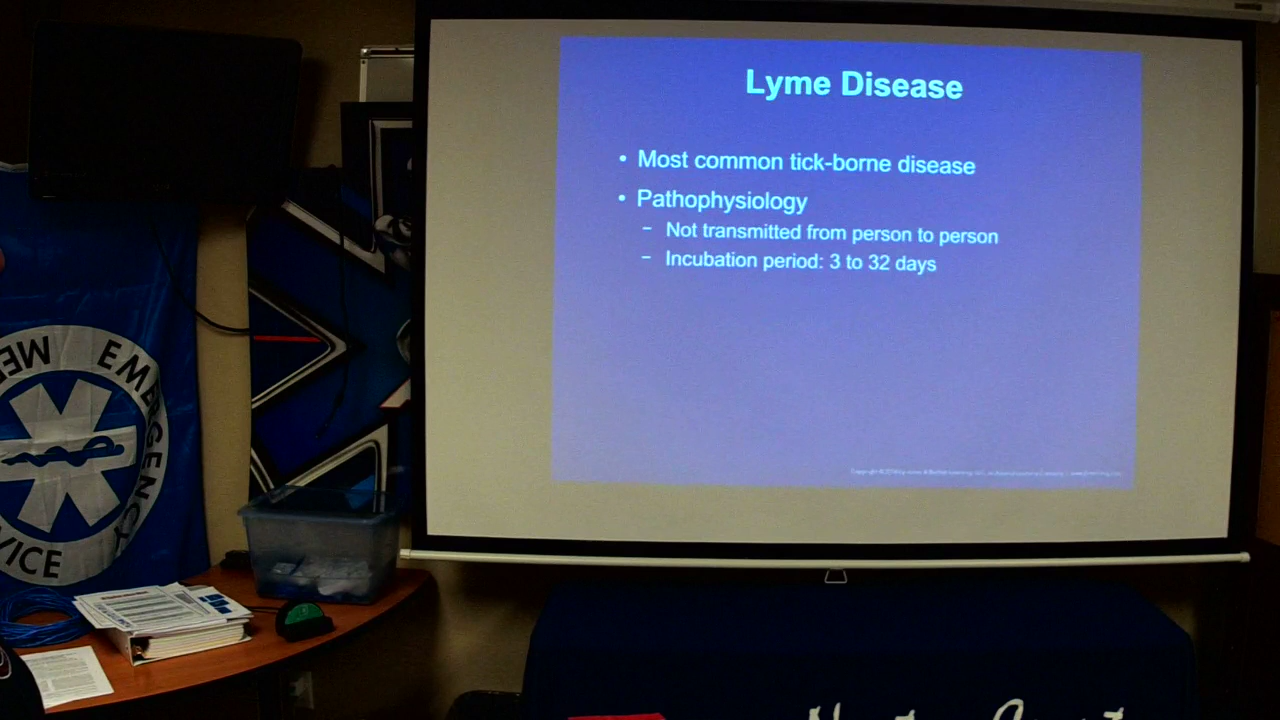 Lyme Disease
• Most common tick-borne disease
• Pathophysiology
– Not transmitted from person to person
– Incubation period: 3 to 32 days
EMERGENCY